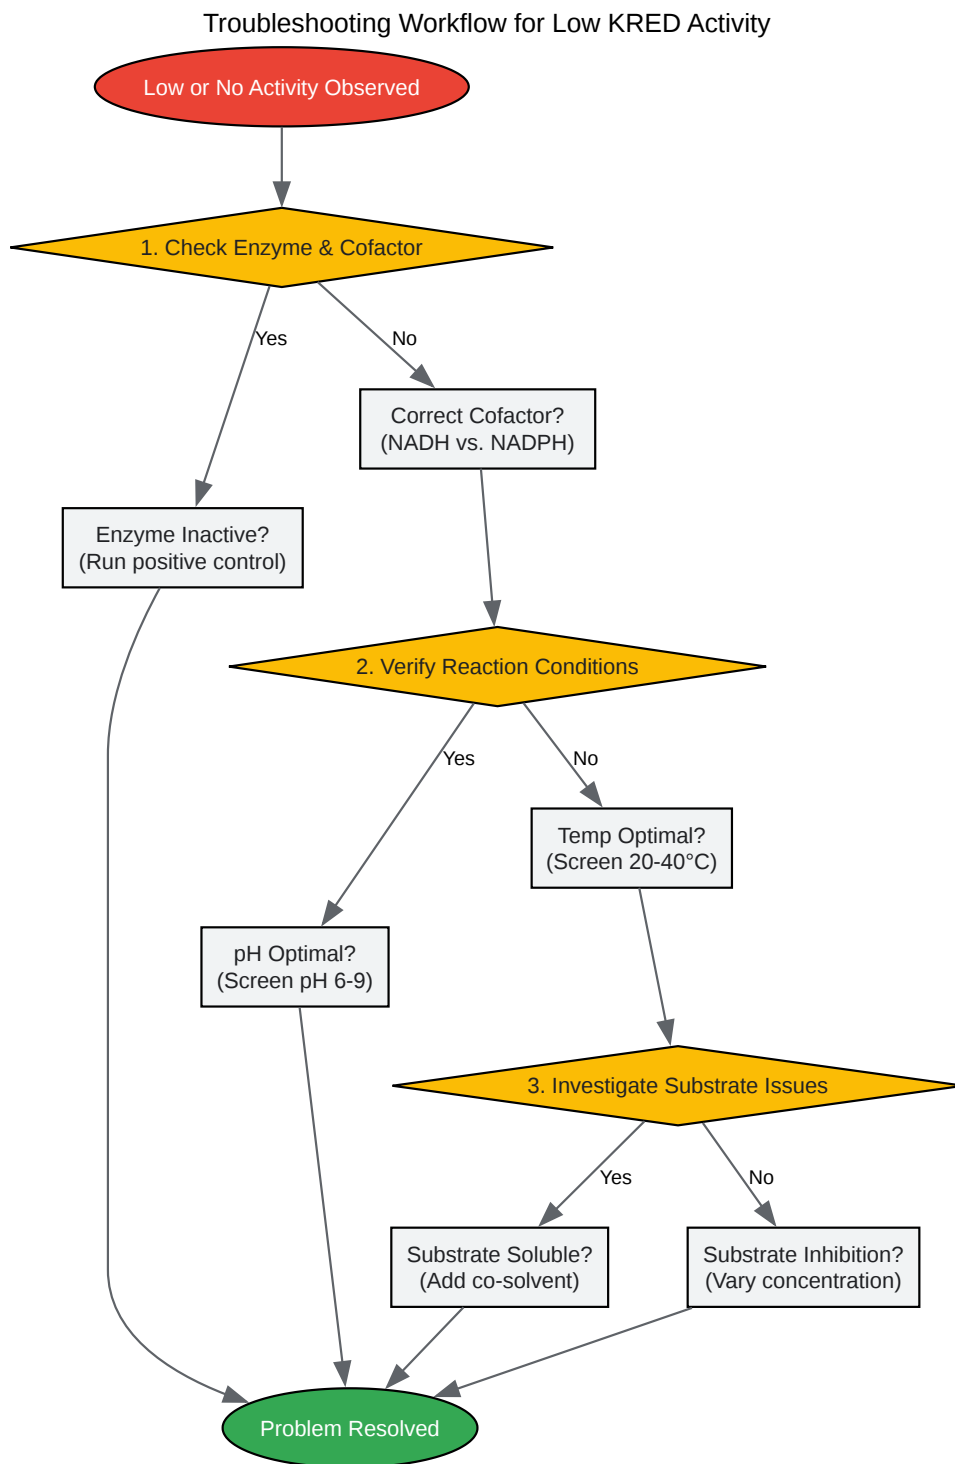 Troubleshooting Workflow for Low KRED Activity
Low or No Activity Observed
1. Check Enzyme & Cofactor
Yes
No
Correct Cofactor?
(NADH vs. NADPH)
Enzyme Inactive?
(Run positive control)
2. Verify Reaction Conditions
Yes
No
Temp Optimal?
(Screen 20-40°C)
pH Optimal?
(Screen pH 6-9)
3. Investigate Substrate Issues
Yes
No
Substrate Soluble?
(Add co-solvent)
Substrate Inhibition?
(Vary concentration)
Problem Resolved